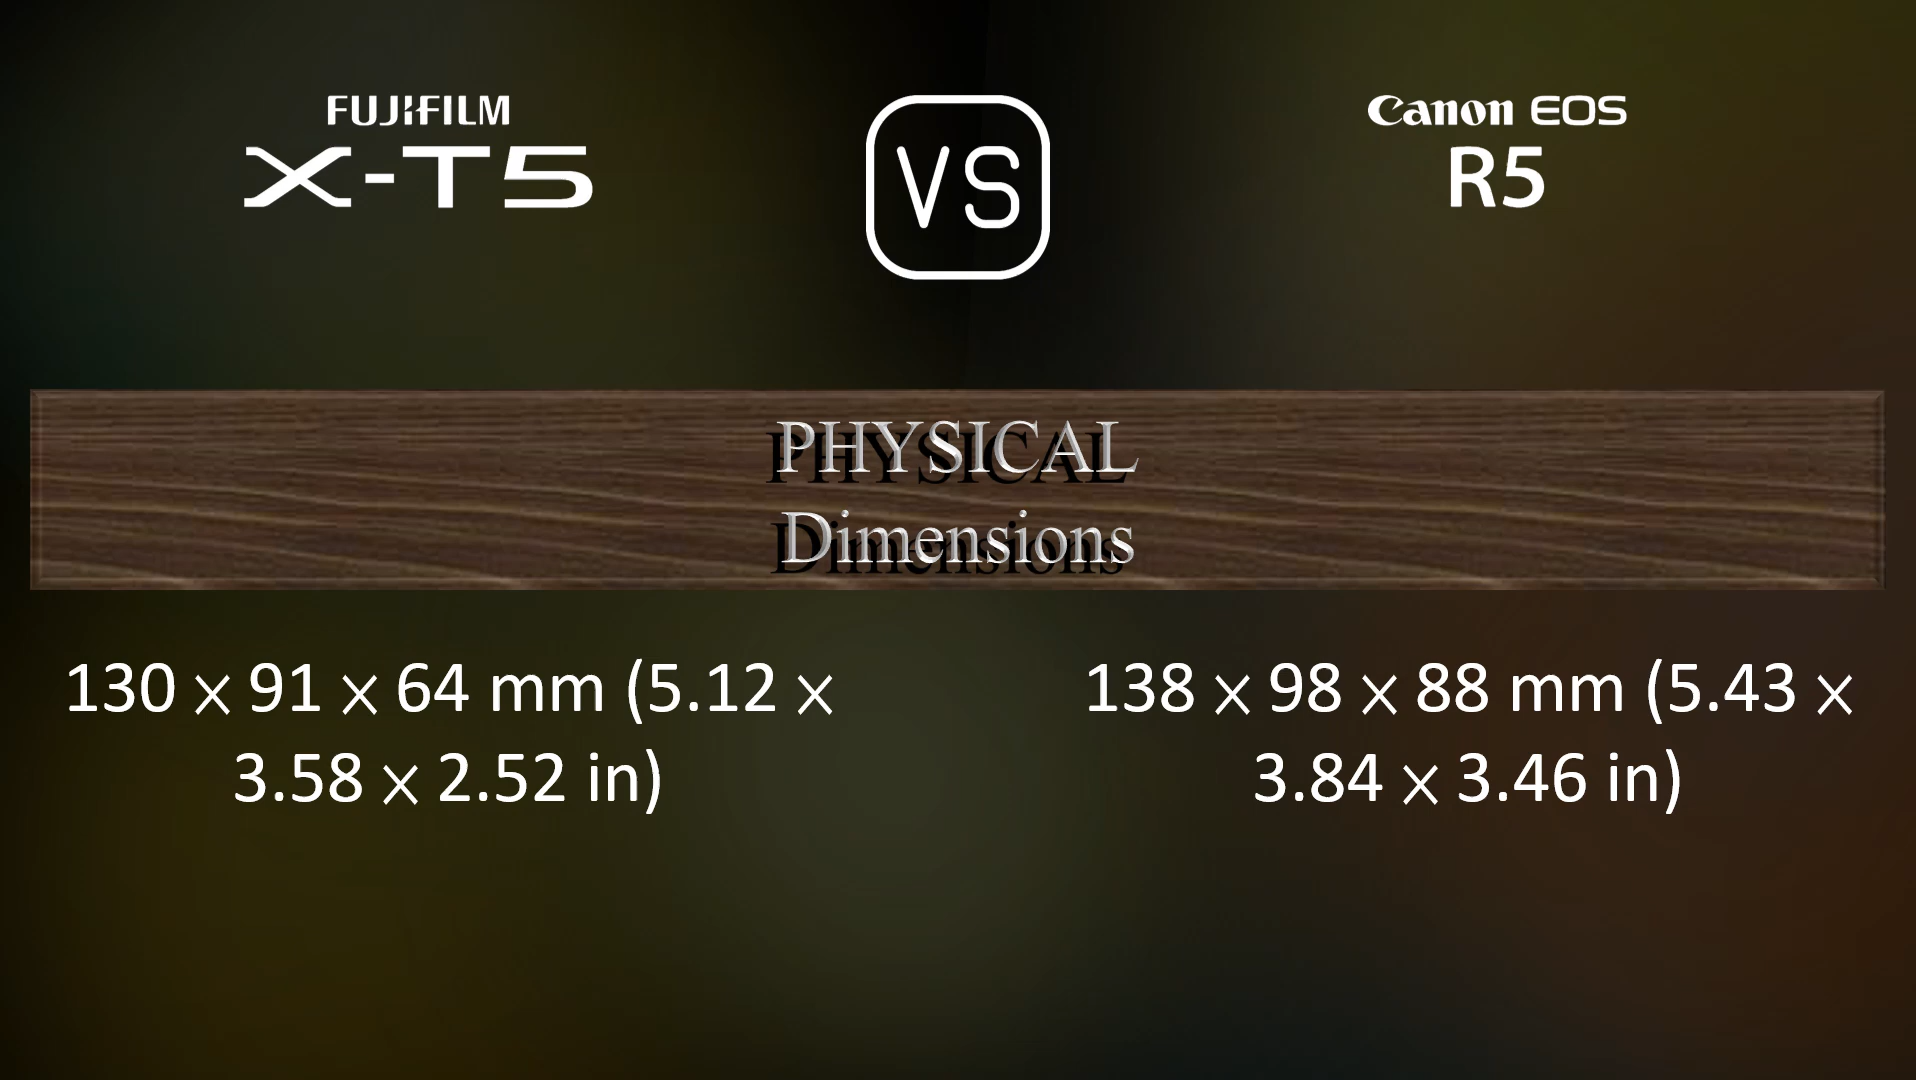 FUJIFILM
X-T5
VS
Canon EOS
R5
PHYSICAL
Dimensions
130 x 91 x 64 mm (5.12 x
3.58 x 2.52 in)
138 x 98 x 88 mm (5.43 x
3.84 x 3.46 in)